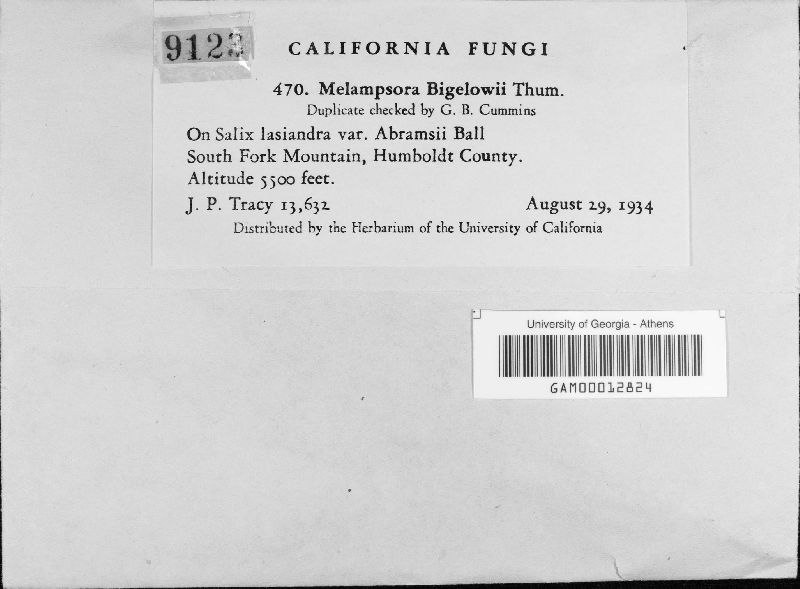 CALIFORNIA FUNGI
470. Melampsora Bigelowii Thum.
Duplicate checked by G. B. Cummins
On Salix lasiandra var. Abramsii Ball
South Fork Mountain, Humboldt County.
Altitude 5500 feet.
J. P. Tracy 13,632 August 29, 1934
Distributed by the Herbarium of the University of California
University of Georgia - Athens
GAM00012824